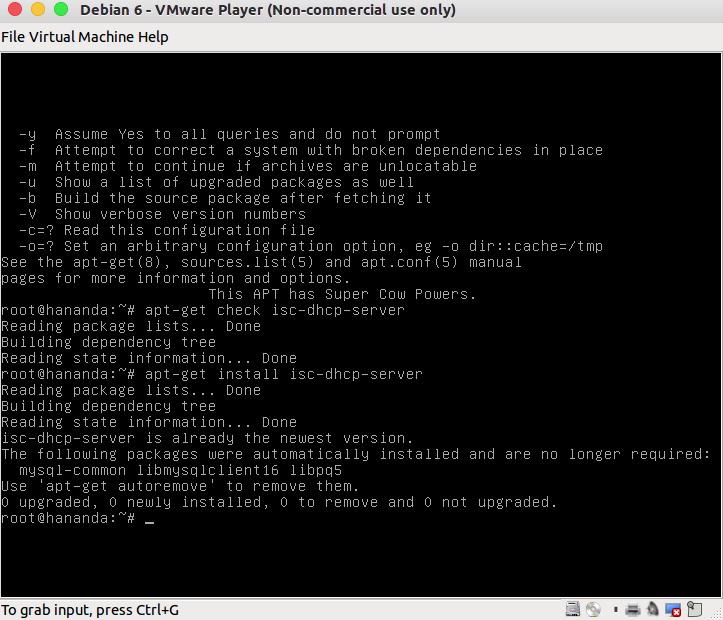 Debian 6 - VMware Player (Non-commercial use only)
File Virtual Machine Help
-y  Assume Yes to all queries and do not prompt
-f  Attempt to correct a system with broken dependencies in place
-m  Attempt to continue if archives are unlocatable
-u  Show a list of upgraded packages as well
-b  Build the source package after fetching it
-V  Show verbose version numbers
-c=? Read this configuration file
-o=? Set an arbitrary configuration option, eg -o dir::cache=/tmp
See the apt-get(8), sources.list(5) and apt.conf(5) manual
pages for more information and options.
This APT has Super Cow Powers.
root@hananda:~# apt-get check isc-dhcp-server
Reading package lists... Done
Building dependency tree
Reading state information... Done
root@hananda:~# apt-get install isc-dhcp-server
Reading package lists... Done
Building dependency tree
Reading state information... Done
isc-dhcp-server is already the newest version.
The following packages were automatically installed and are no longer required:
mysql-common libmysqlclient16 libpq5
Use 'apt-get autoremove' to remove them.
0 upgraded, 0 newly installed, 0 to remove and 0 not upgraded.
root@hananda:~# _
To grab input, press Ctrl+G